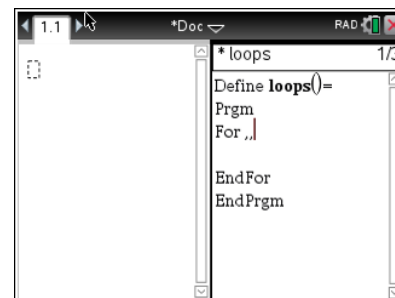 1.1
*Doc
RAD
* loops
1/3
Define loops()=
Prgm
For ,,
EndFor
EndPrgm